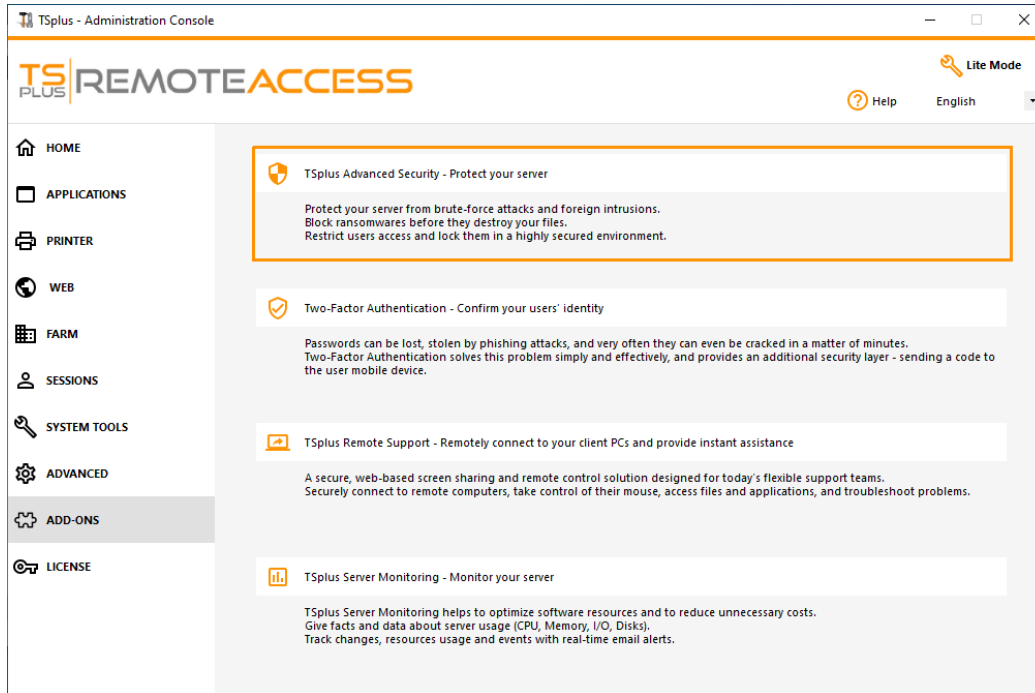 TSplus - Administration Console
TS PLUS REMOTEACCESS
Lite Mode
Help
English
HOME
APPLICATIONS
PRINTER
WEB
FARM
SESSIONS
SYSTEM TOOLS
ADVANCED
ADD-ONS
LICENSE
TSplus Advanced Security - Protect your server
Protect your server from brute-force attacks and foreign intrusions.
Block ransomwares before they destroy your files.
Restrict users access and lock them in a highly secured environment.
Two-Factor Authentication - Confirm your users' identity
Passwords can be lost, stolen by phishing attacks, and very often they can even be cracked in a matter of minutes.
Two-Factor Authentication solves this problem simply and effectively, and provides an additional security layer - sending a code to
the user mobile device.
TSplus Remote Support - Remotely connect to your client PCs and provide instant assistance
A secure, web-based screen sharing and remote control solution designed for today's flexible support teams.
Securely connect to remote computers, take control of their mouse, access files and applications, and troubleshoot problems.
TSplus Server Monitoring - Monitor your server
TSplus Server Monitoring helps to optimize software resources and to reduce unnecessary costs.
Give facts and data about server usage (CPU, Memory, I/O, Disks).
Track changes, resources usage and events with real-time email alerts.